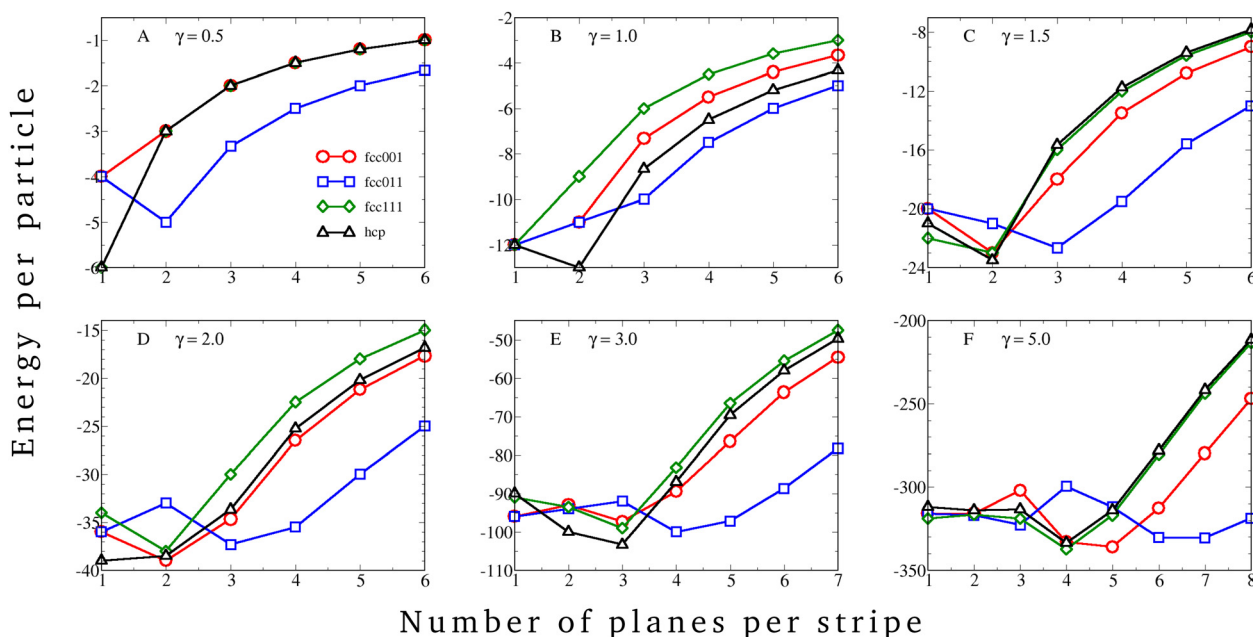 Energy per particle
A γ = 0.5
-1
-2
-3
-4
-5
-6
1 2 3 4 5 6
fcc001
fcc011
fcc111
hcp
B γ = 1.0
-2
-4
-6
-8
-10
-12
1 2 3 4 5 6
C γ = 1.5
-8
-12
-16
-20
-24
1 2 3 4 5 6
D γ = 2.0
-15
-20
-25
-30
-35
-40
1 2 3 4 5 6
E γ = 3.0
-50
-60
-70
-80
-90
-100
-110
1 2 3 4 5 6 7
F γ = 5.0
-200
-250
-300
-350
1 2 3 4 5 6 7 8
Number of planes per stripe